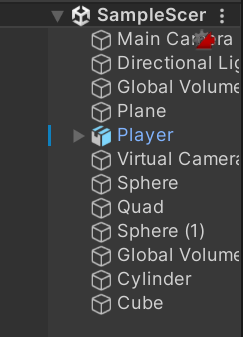 SampleScer
Main Camera
Directional Lig
Global Volume
Plane
Player
Virtual Camera
Sphere
Quad
Sphere (1)
Global Volume
Cylinder
Cube